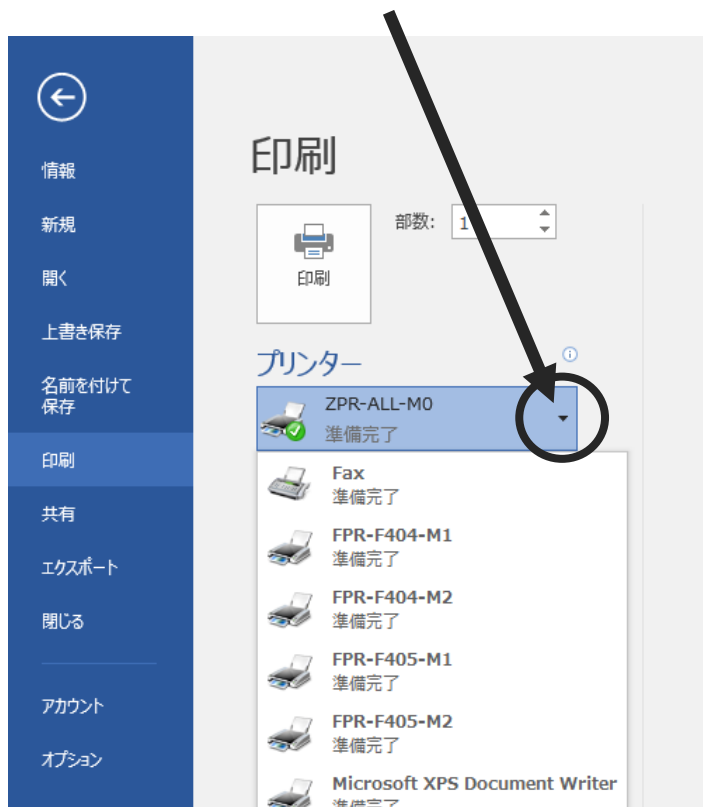 情報
新規
開く
上書き保存
名前を付けて
保存
印刷
共有
エクスポート
閉じる
アカウント
オプション
印刷
印刷
部数: 1
プリンター
ZPR-ALL-M0
準備完了
Fax
準備完了
FPR-F404-M1
準備完了
FPR-F404-M2
準備完了
FPR-F405-M1
準備完了
FPR-F405-M2
準備完了
Microsoft XPS Document Writer
準備完了